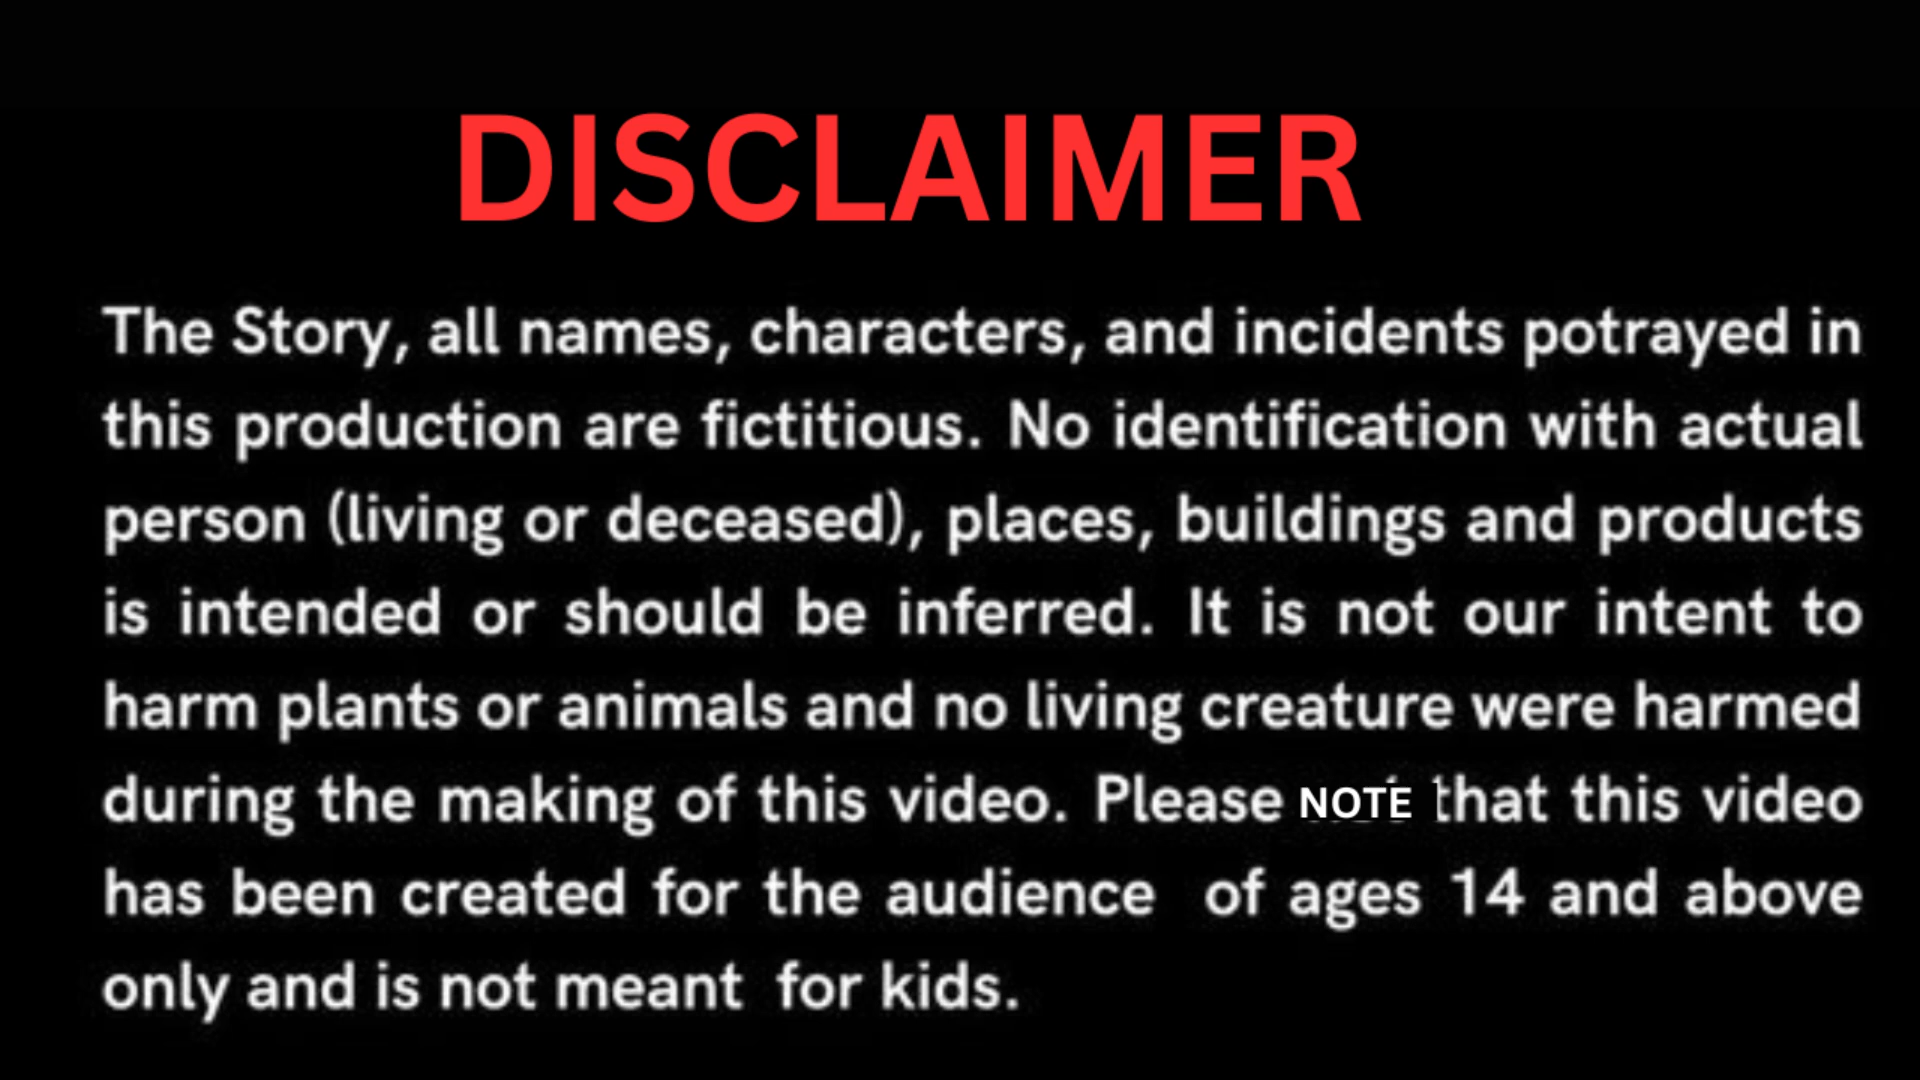 DISCLAIMER
The Story, all names, characters, and incidents potrayed in
this production are fictitious. No identification with actual
person (living or deceased), places, buildings and products
is intended or should be inferred. It is not our intent to
harm plants or animals and no living creature were harmed
during the making of this video. Please NOTE that this video
has been created for the audience of ages 14 and above
only and is not meant for kids.